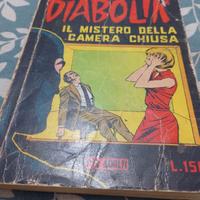 DIABOLIK
IL MISTERO DELLA
CAMERA CHIUSA
L.150